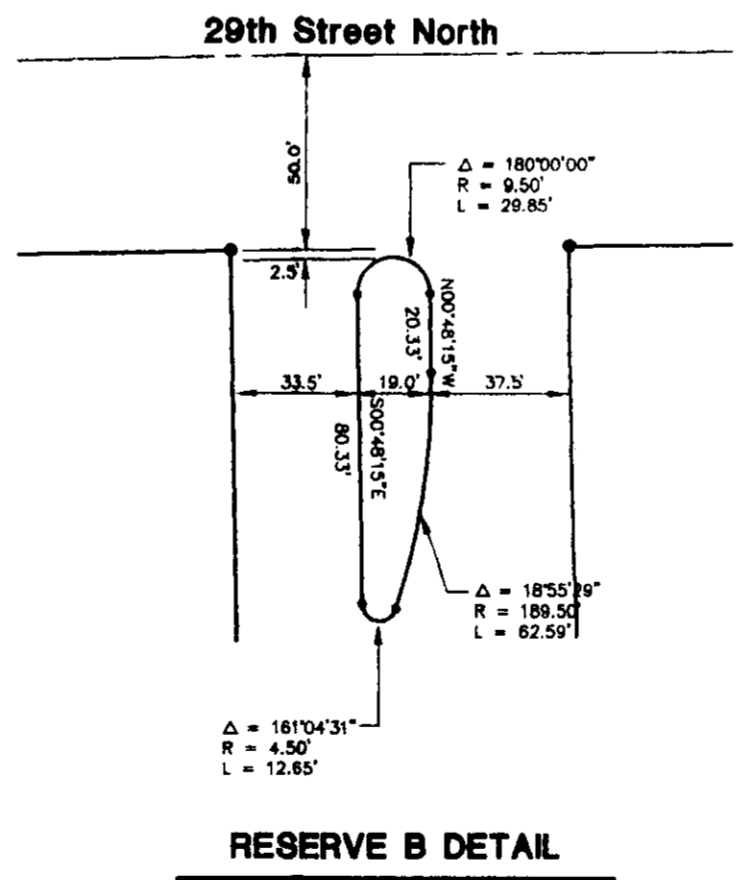 29th Street North
50.0'
Δ = 180°00'00"
R = 9.50'
L = 29.85'
2.5'
N00°48'15"W
20.33'
33.5'
19.0'
37.5'
S00°48'15"E
80.33'
Δ = 18°55'29"
R = 189.50'
L = 62.59'
Δ = 161°04'31"
R = 4.50'
L = 12.65'
RESERVE B DETAIL